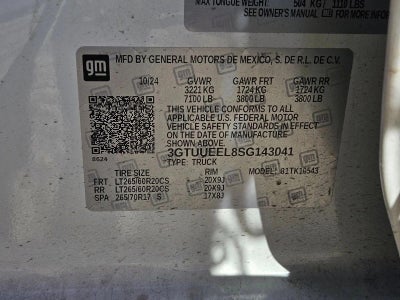 MAX TONGUE WEIGHT: 504 KG/ 1110 LBS
SEE OWNER'S MANUAL FOR MORE
gm
MFD BY GENERAL MOTORS DE MEXICO, S. DE R.L. DE C.V.
10/24 GVWR GAWR FRT GAWR RR
3221 KG 1724 KG 1724 KG
7100 LB 3800 LB 3800 LB
THIS VEHICLE CONFORMS TO ALL
APPLICABLE U.S. FEDERAL MOTOR
VEHICLE SAFETY
IN EFFECT ON THE DATE OF MANUFACTURE
SHOWN ABOVE.
3GTUUEEL8SG143041
8624 TYPE: TRUCK
TIRE SIZE RIM MODEL:
FRT LT265/60R20CS 20X9J
RR LT265/60R20CS 20X9J
SPA 265/70R17 S 17X8J